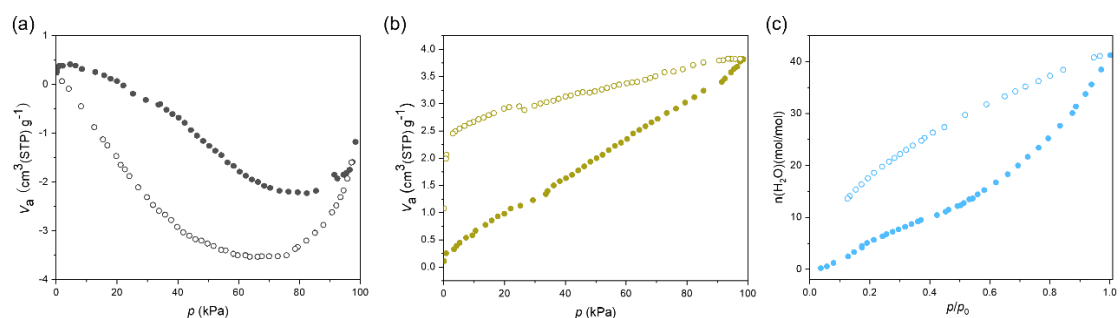 (a)
1
0
-1
-2
-3
-4
Va (cm3(STP) g-1)
0 20 40 60 80 100
p (kPa)
(b)
4.0
3.5
3.0
2.5
2.0
1.5
1.0
0.5
0.0
Va (cm3(STP) g-1)
0 20 40 60 80 100
p (kPa)
(c)
40
30
20
10
0
n(H2O)(mol/mol)
0.0 0.2 0.4 0.6 0.8 1.0
p/p0